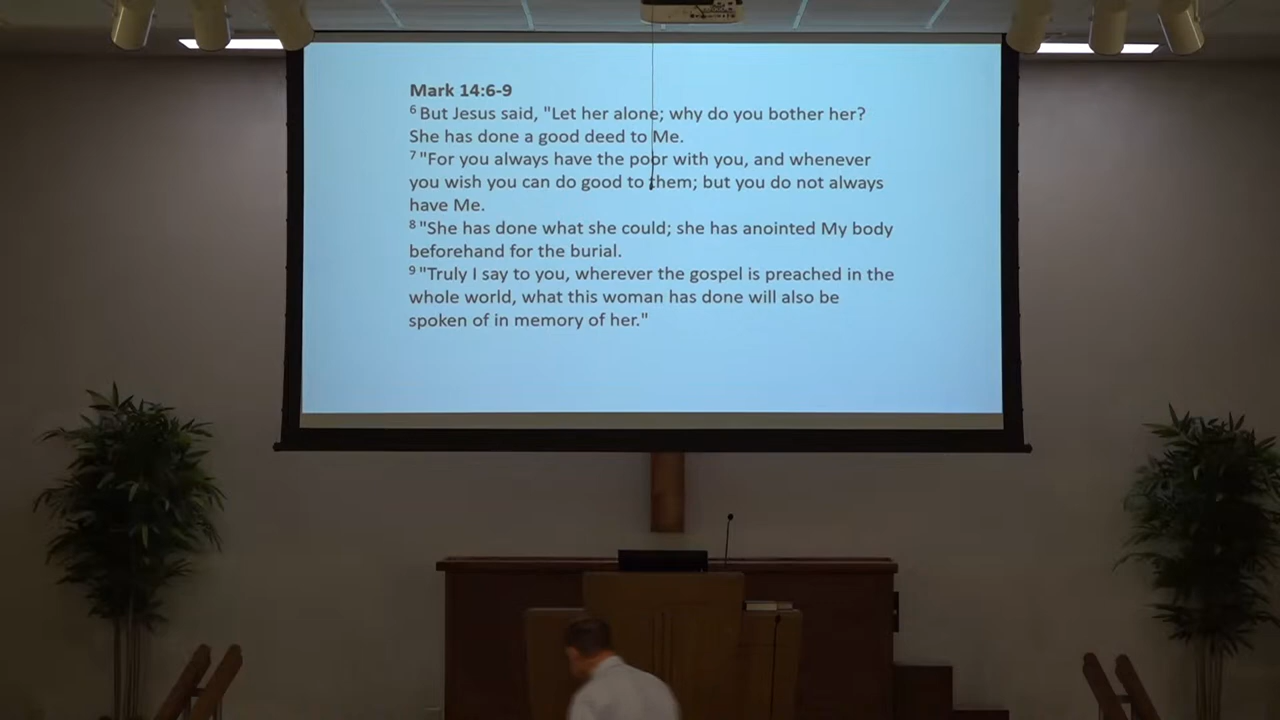 Mark 14:6-9
6 But Jesus said, "Let her alone; why do you bother her?
She has done a good deed to Me.
7 "For you always have the poor with you, and whenever
you wish you can do good to them; but you do not always
have Me.
8 "She has done what she could; she has anointed My body
beforehand for the burial.
9 "Truly I say to you, wherever the gospel is preached in the
whole world, what this woman has done will also be
spoken of in memory of her."